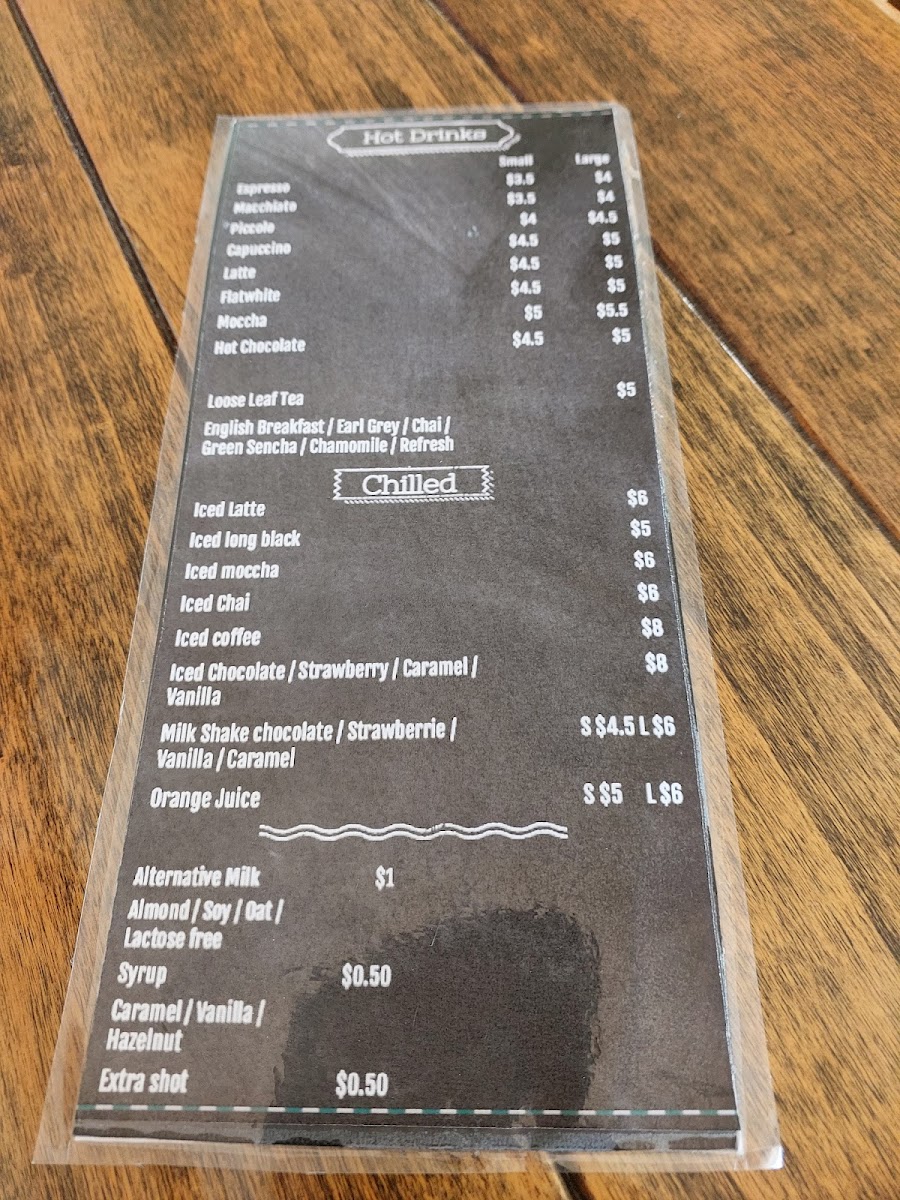 Hot Drinks
Small Large
Espresso $3.5 $4
Macchiato $3.5 $4
Piccolo $4 $4.5
Capuccino $4.5 $5
Latte $4.5 $5
Flatwhite $4.5 $5
Moccha $5 $5.5
Hot Chocolate $4.5 $5
Loose Leaf Tea $5
English Breakfast / Earl Grey / Chai /
Green Sencha / Chamomile / Refresh
Chilled
Iced Latte $6
Iced long black $5
Iced moccha $6
Iced Chai $6
Iced coffee $8
Iced Chocolate / Strawberry / Caramel / $8
Vanilla
Milk Shake chocolate / Strawberrie / S $4.5 L $6
Vanilla / Caramel
Orange Juice S $5 L $6
Alternative Milk $1
Almond / Soy / Oat /
Lactose free
Syrup $0.50
Caramel / Vanilla /
Hazelnut
Extra shot $0.50